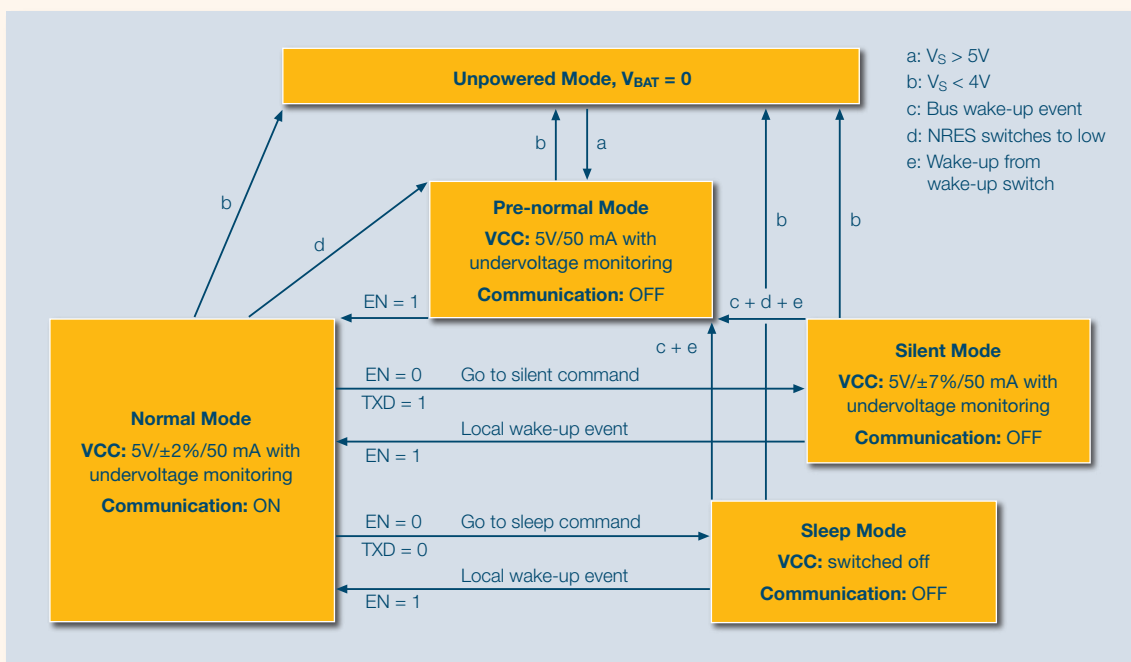 Unpowered Mode, VBAT = 0
a: VS > 5V
b: VS < 4V
c: Bus wake-up event
d: NRES switches to low
e: Wake-up from
wake-up switch
b
a
b
d
b
b
Pre-normal Mode
VCC: 5V/50 mA with
undervoltage monitoring
Communication: OFF
EN = 1
c + d + e
c + e
Normal Mode
VCC: 5V/±2%/50 mA with
undervoltage monitoring
Communication: ON
EN = 0 Go to silent command
TXD = 1
Local wake-up event
EN = 1
Silent Mode
VCC: 5V/±7%/50 mA with
undervoltage monitoring
Communication: OFF
EN = 0 Go to sleep command
TXD = 0
Local wake-up event
EN = 1
Sleep Mode
VCC: switched off
Communication: OFF